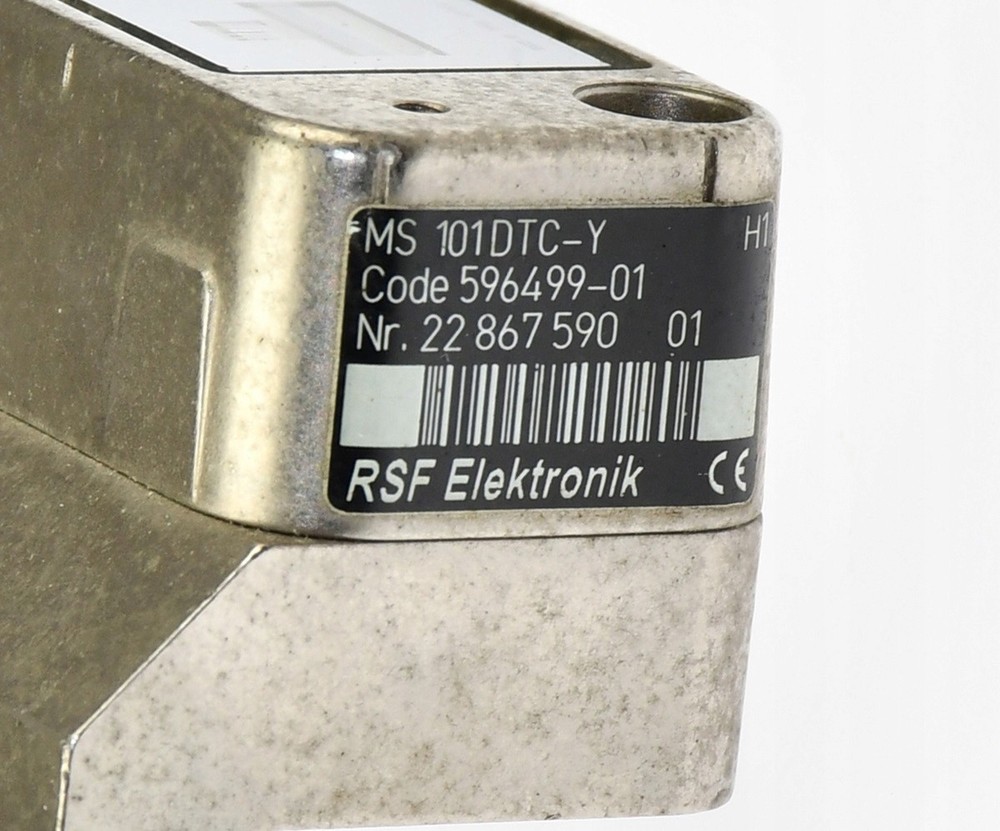 MS 101DTC-Y H1
Code 596499-01
Nr. 22 867 590 01
RSF Elektronik CE